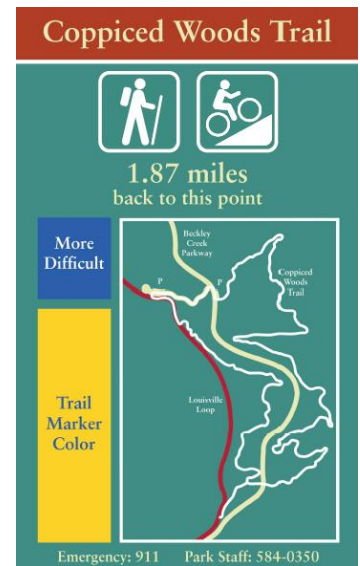 Coppiced Woods Trail
1.87 miles
back to this point
More
Difficult
Trail
Marker
Color
Beckley
Creek
Parkway
P
P
Coppiced
Woods
Trail
Louisville
Loop
Emergency: 911 Park Staff: 584-0350